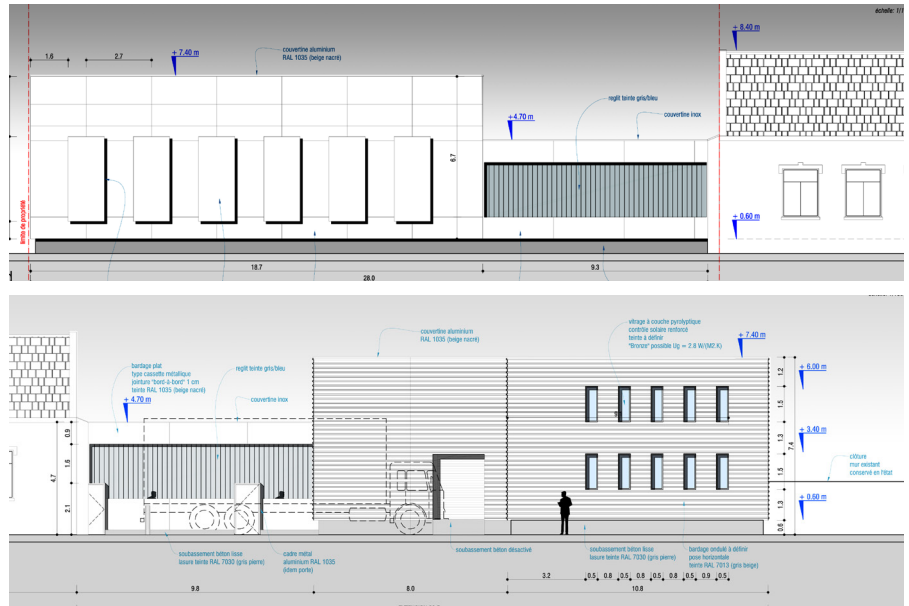 échelle: 1/1
+ 8.40 m
couvertine aluminium
RAL 1035 (beige nacré)
+ 7.40 m
1.6
2.7
reglit teinte gris/bleu
couvertine inox
+4.70 m
6.7
limite de propriété
+ 0.60 m
18.7
9.3
28.0
vitrage à couche pyrolyptique
contrôle solaire renforcé
teinte à définir
"Bronze" possible Ug = 2.8 W/(M2.K)
couvertine aluminium
RAL 1035 (beige nacré)
+ 7.40 m
bardage plat
type cassette métallique
jointure "bord-à-bord" 1 cm
teinte RAL 1035 (beige nacré)
reglit teinte gris/bleu
+ 6.00 m
1.2
1.5
+ 4.70 m
couvertine inox
0.9
1.6
4.7
2.1
+ 3.40 m
1.3
7.4
1.5
clôture
mur existant
conservé en l'état
+ 0.60 m
1.3
0.6
soubassement béton lisse
lasure teinte RAL 7030 (gris pierre)
cadre métal
aluminium RAL 1035
(idem porte)
soubassement béton désactivé
soubassement béton lisse
lasure teinte RAL 7030 (gris pierre)
bardage ondulé à définir
pose horizontale
teinte RAL 7013 (gris beige)
3.2
0.5
0.8
0.5
0.8
0.5
0.8
0.5
0.9
0.5
9.8
8.0
10.8